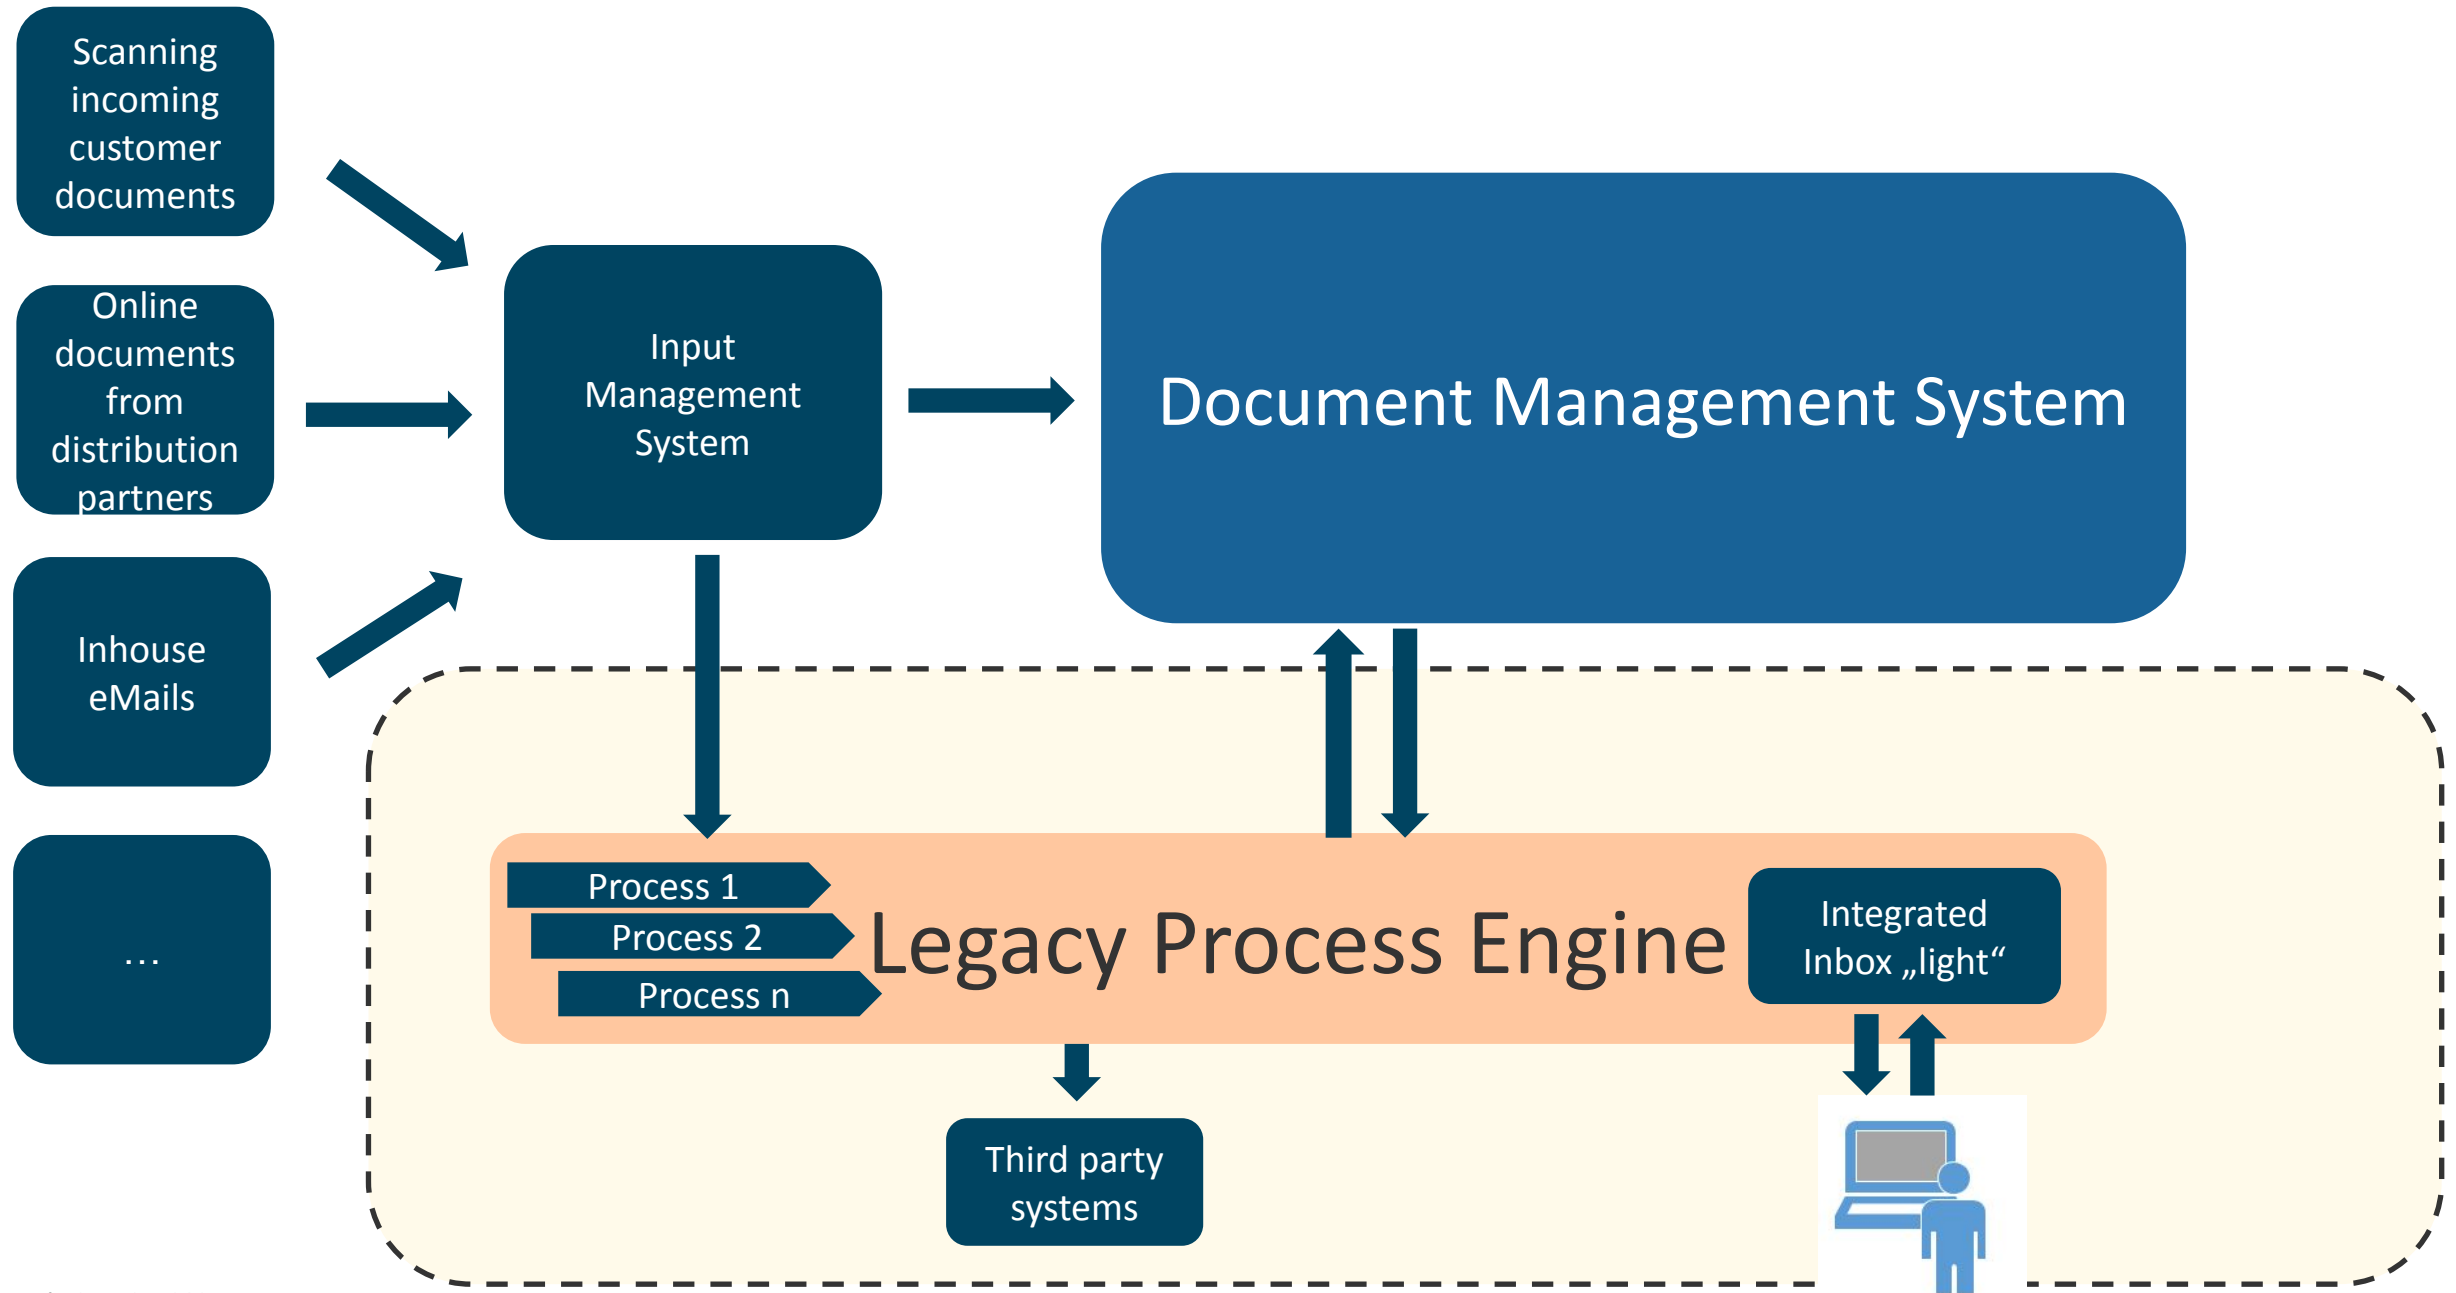 Scanning
incoming
customer
documents
Online
documents
from
distribution
partners
Inhouse
eMails
...
Input
Management
System
Document Management System
Process 1
Process 2
Process n
Legacy Process Engine
Integrated
Inbox „light“
Third party
systems